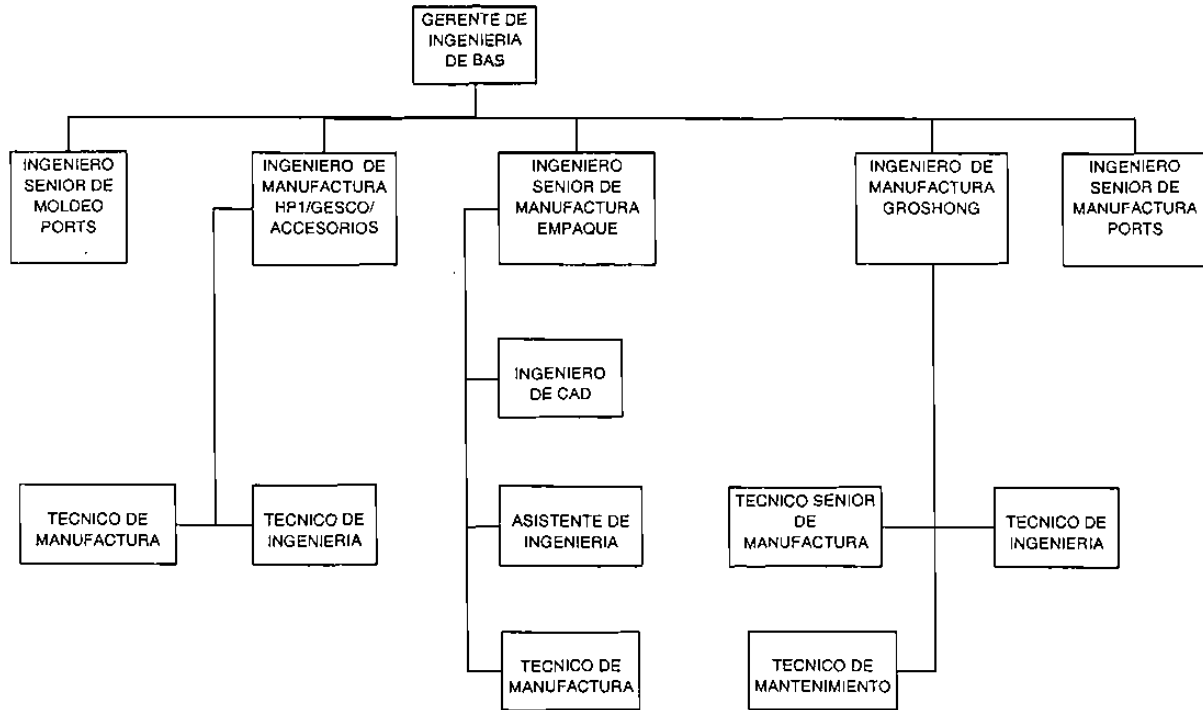 GERENTE DE
INGENIERIA
DE BAS
INGENIERO
SENIOR DE
MOLDEO
PORTS
INGENIERO DE
MANUFACTURA
HP1/GESCO/
ACCESORIOS
INGENIERO
SENIOR DE
MANUFACTURA
EMPAQUE
INGENIERO DE
MANUFACTURA
GROSHONG
INGENIERO
SENIOR DE
MANUFACTURA
PORTS
INGENIERO
DE CAD
TECNICO DE
MANUFACTURA
TECNICO DE
INGENIERIA
ASISTENTE DE
INGENIERIA
TECNICO SENIOR
DE
MANUFACTURA
TECNICO DE
INGENIERIA
TECNICO DE
MANUFACTURA
TECNICO DE
MANTENIMIENTO